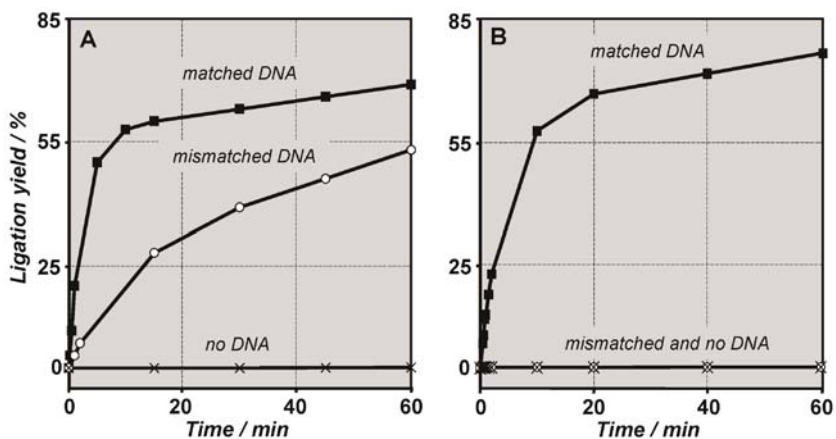 A
85
55
25
0
Ligation yield / %
matched DNA
mismatched DNA
no DNA
0
20
40
60
Time / min
B
85
55
25
0
matched DNA
mismatched and no DNA
0
20
40
60
Time / min